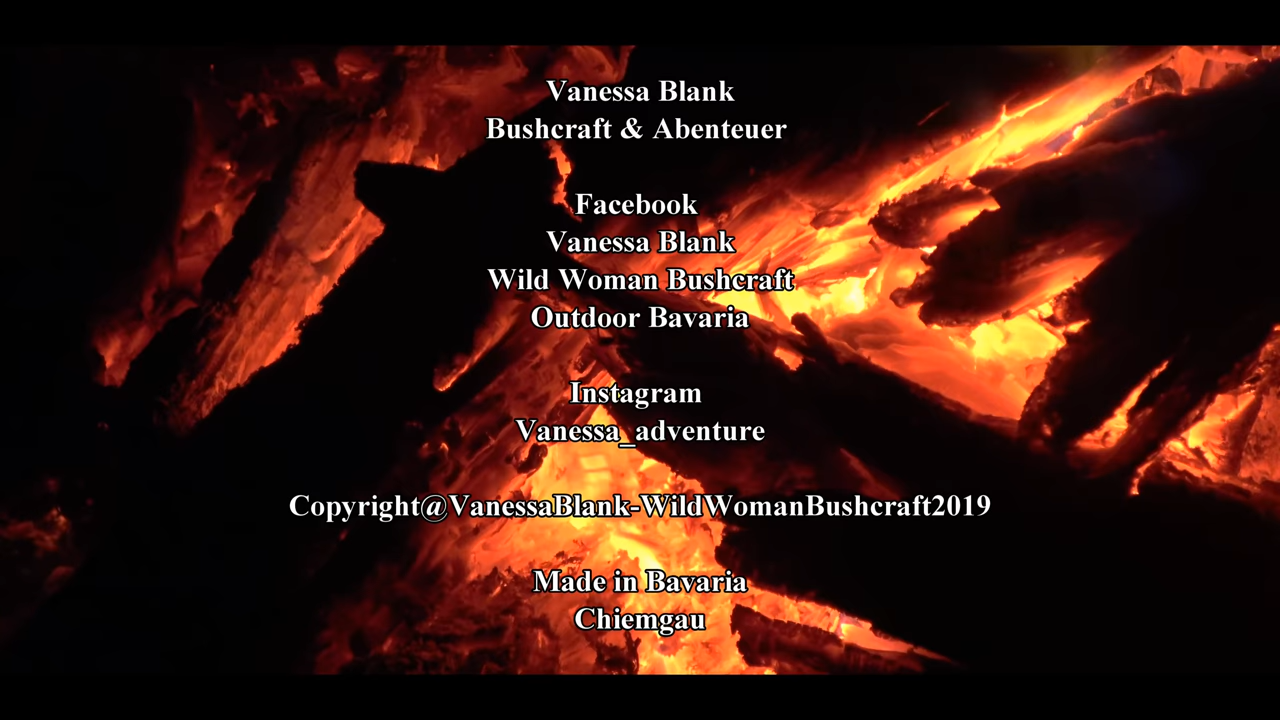 Vanessa Blank
Bushcraft & Abenteuer
Facebook
Vanessa Blank
Wild Woman Bushcraft
Outdoor Bavaria
Instagram
Vanessa_adventure
Copyright@VanessaBlank-WildWomanBushcraft2019
Made in Bavaria
Chiemgau